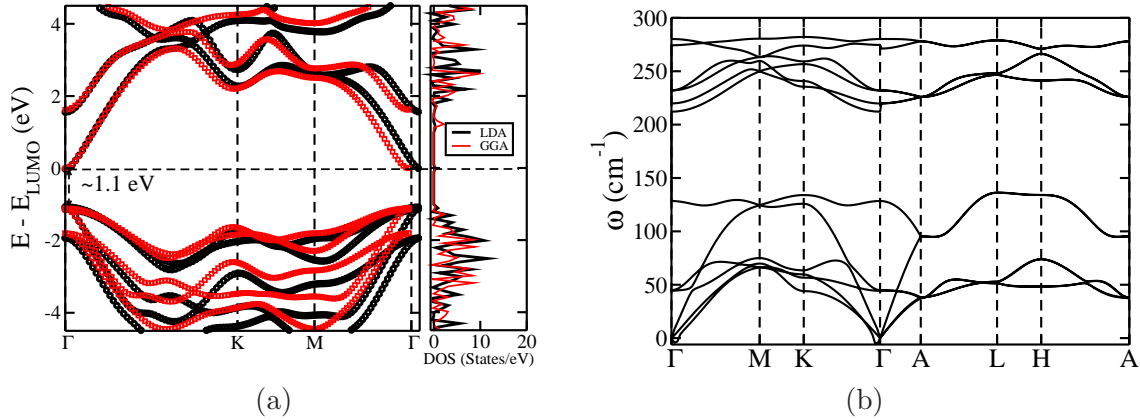 E - E_LUMO (eV)
4
2
0
-2
-4
~1.1 eV
Γ
K
M
Γ
LDA
GGA
0
10
20
DOS (States/eV)
(a)
ω (cm⁻¹)
300
250
200
150
100
50
0
Γ
M
K
Γ
A
L
H
A
(b)